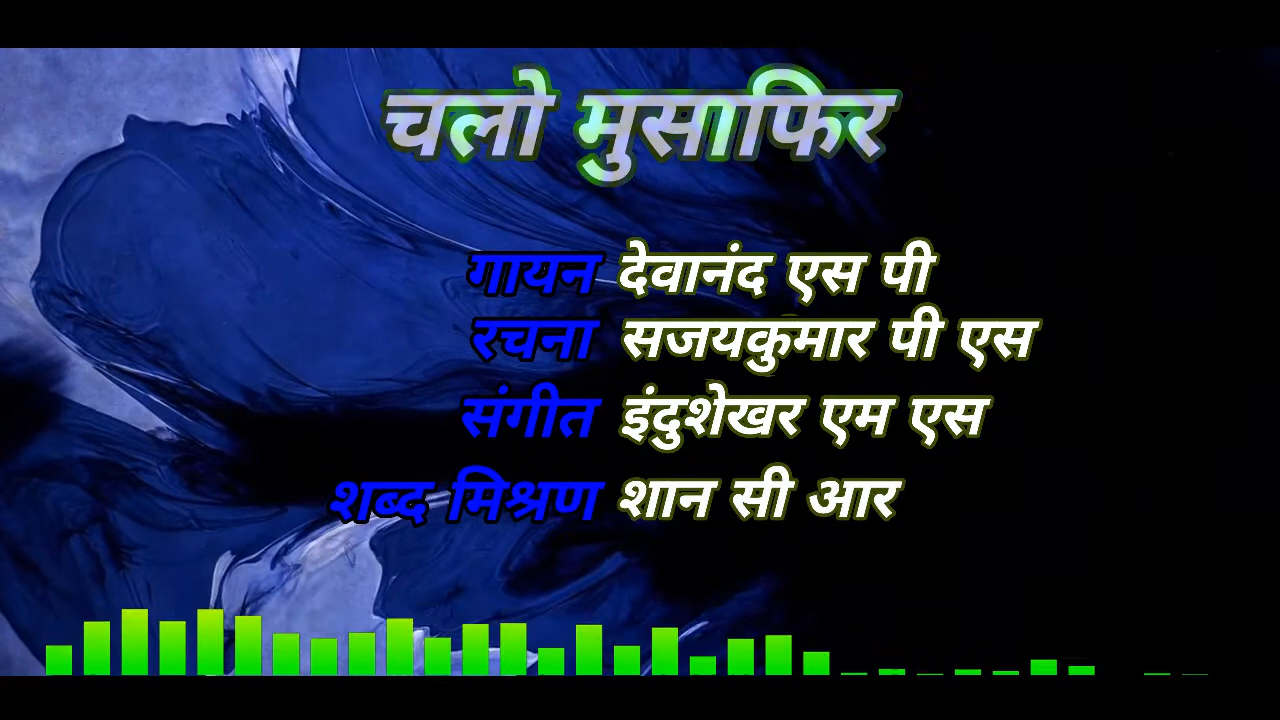 चलो मुसाफिर
गायन देवानंद एस पी
रचना सजयकुमार पी एस
संगीत इंदुशेखर एम एस
शब्द मिश्रण शान सी आर